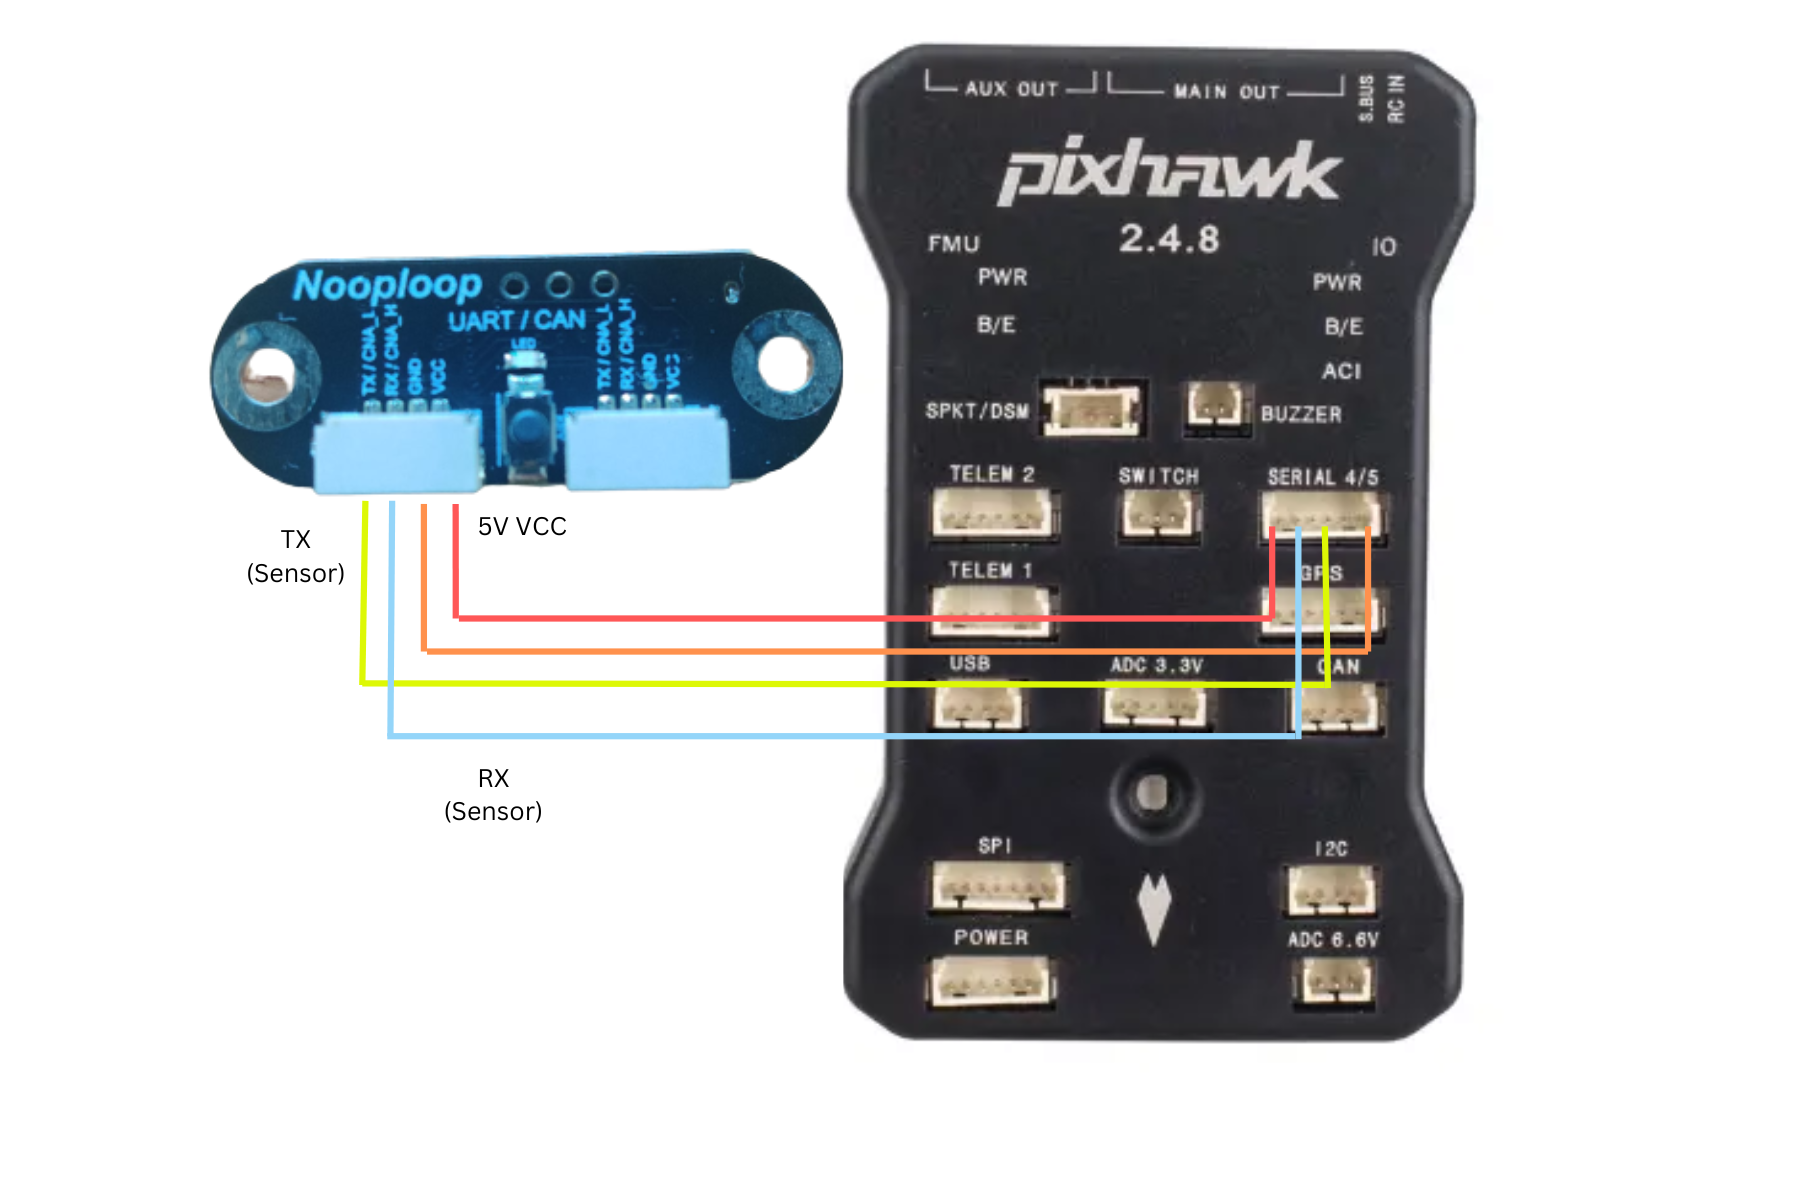 Nooploop
UART / CAN
LED
TX / CNA_L
RX / CNA_H
GND
VCC
TX / CNA_L
RX / CNA_H
GND
VCC
TX
(Sensor)
5V VCC
RX
(Sensor)
AUX OUT
MAIN OUT
S.BUS
RC IN
pixhawk
2.4.8
FMU
IO
PWR
PWR
B/E
B/E
ACI
SPKT/DSM
BUZZER
TELEM 2
SWITCH
SERIAL 4/5
TELEM 1
GPS
USB
ADC 3.3V
CAN
SPI
I2C
POWER
ADC 6.6V